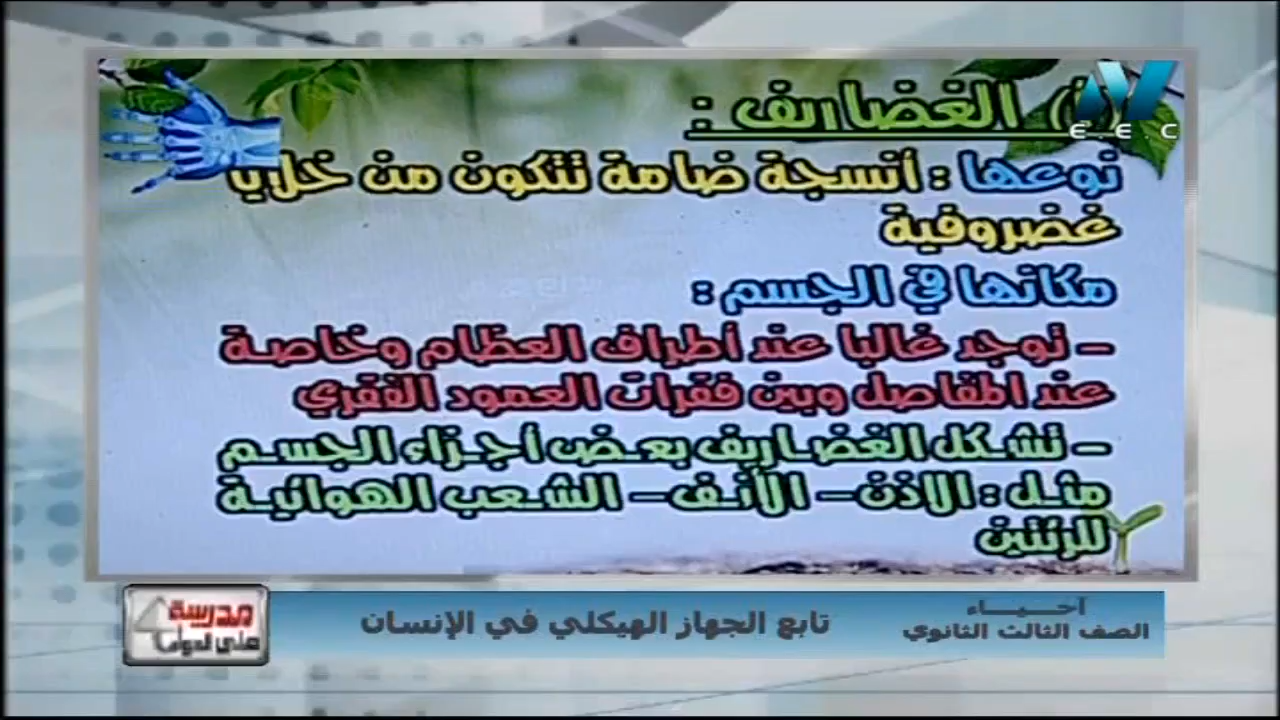 (أ) الغضاريف :
E.E.C
نوعها : أنسجة ضامة تتكون من خلايا
غضروفية
مكانها في الجسم :
- توجد غالبا عند أطراف العظام وخاصة
عند المفاصل وبين فقرات العمود الفقري
- تشكل الغضاريف بعض أجزاء الجسم
مثل : الاذن - الأنف - الشعب الهوائية
للرئتين
أحياء
الصف الثالث الثانوي
تابع الجهاز الهيكلي في الإنسان
مدرسة
على الهواء